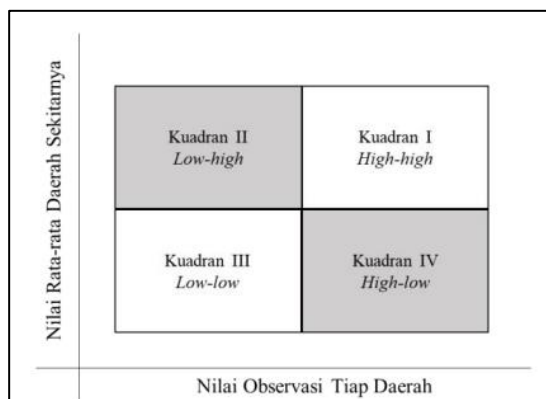 Nilai Rata-rata Daerah Sekitarnya
Kuadran II
Low-high
Kuadran I
High-high
Kuadran III
Low-low
Kuadran IV
High-low
Nilai Observasi Tiap Daerah